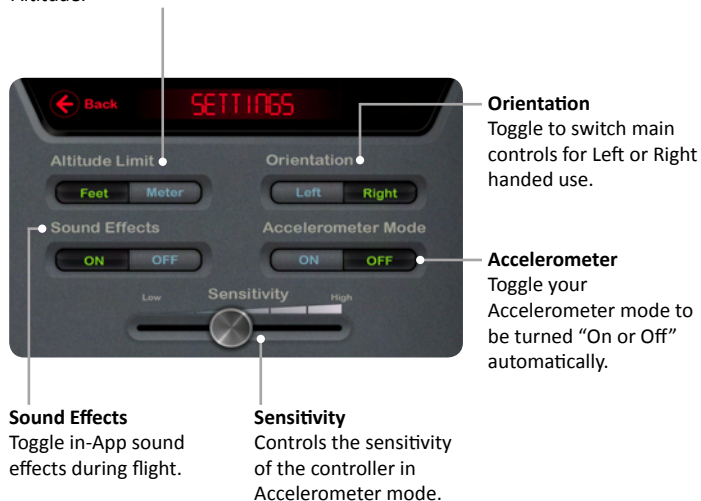 Altitude.
Back
SETTINGS
Altitude Limit
Orientation
Feet Meter
Left Right
Sound Effects
Accelerometer Mode
ON OFF
ON OFF
Low Sensitivity High
Orientation
Toggle to switch main
controls for Left or Right
handed use.
Accelerometer
Toggle your
Accelerometer mode to
be turned “On or Off”
automatically.
Sound Effects
Toggle in-App sound
effects during flight.
Sensitivity
Controls the sensitivity
of the controller in
Accelerometer mode.